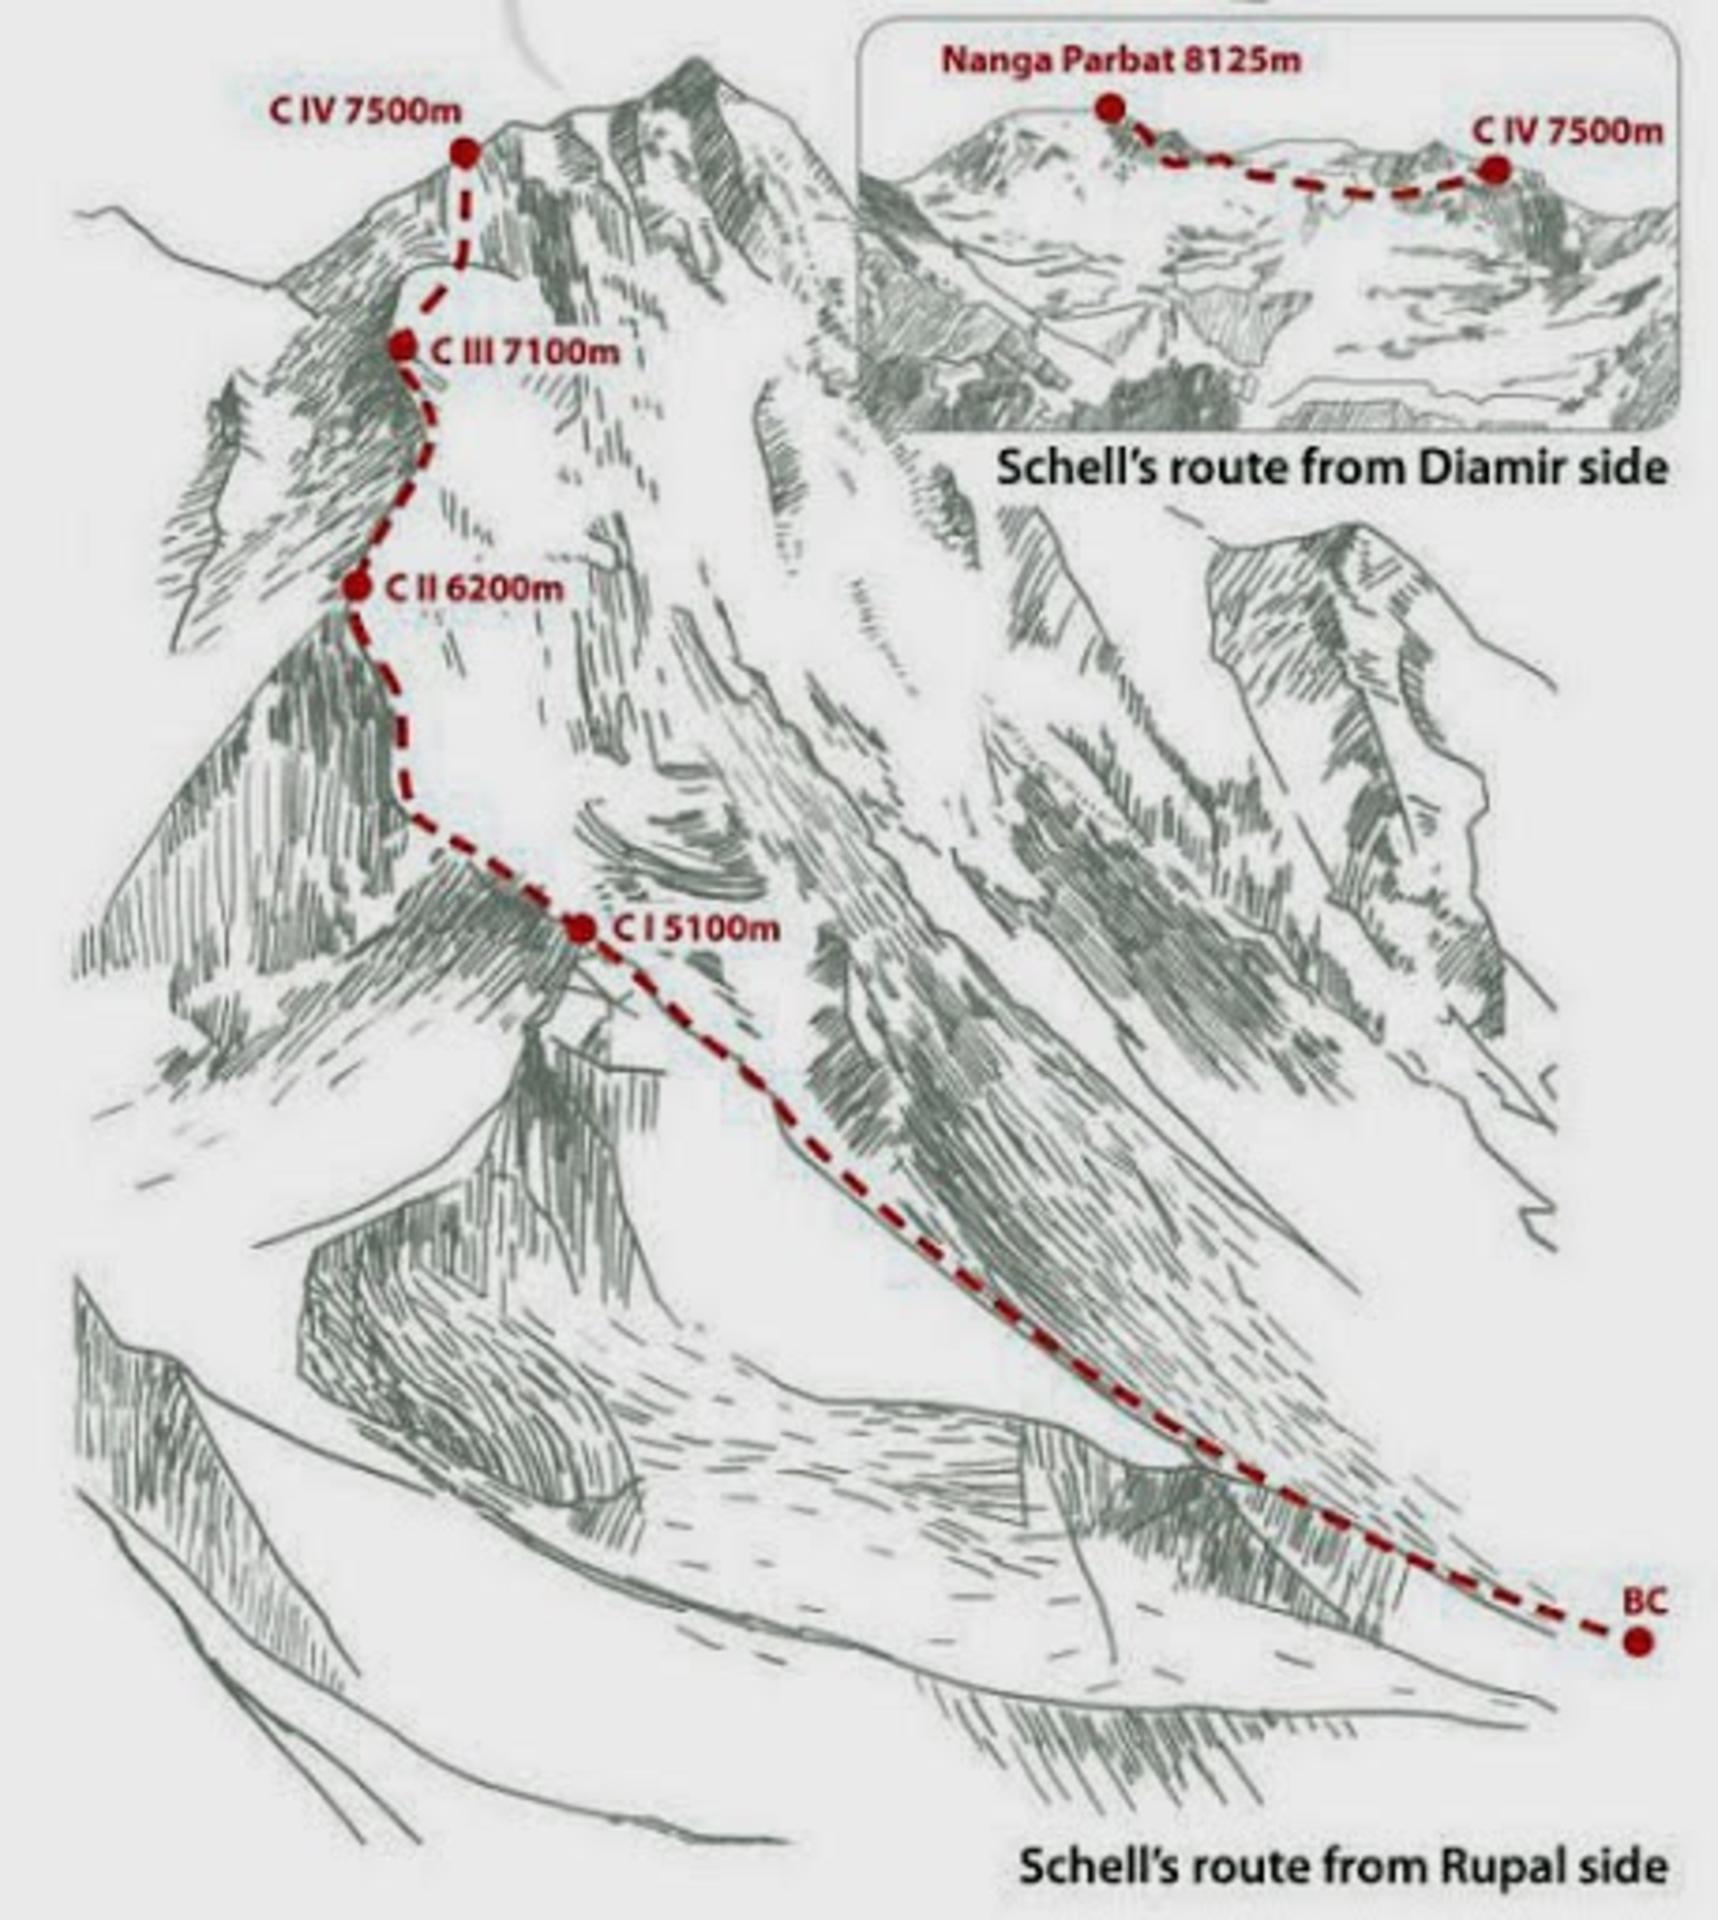 Nanga Parbat 8125m
C IV 7500m
C IV 7500m
C III 7100m
Schell's route from Diamir side
C II 6200m
C I 5100m
BC
Schell's route from Rupal side